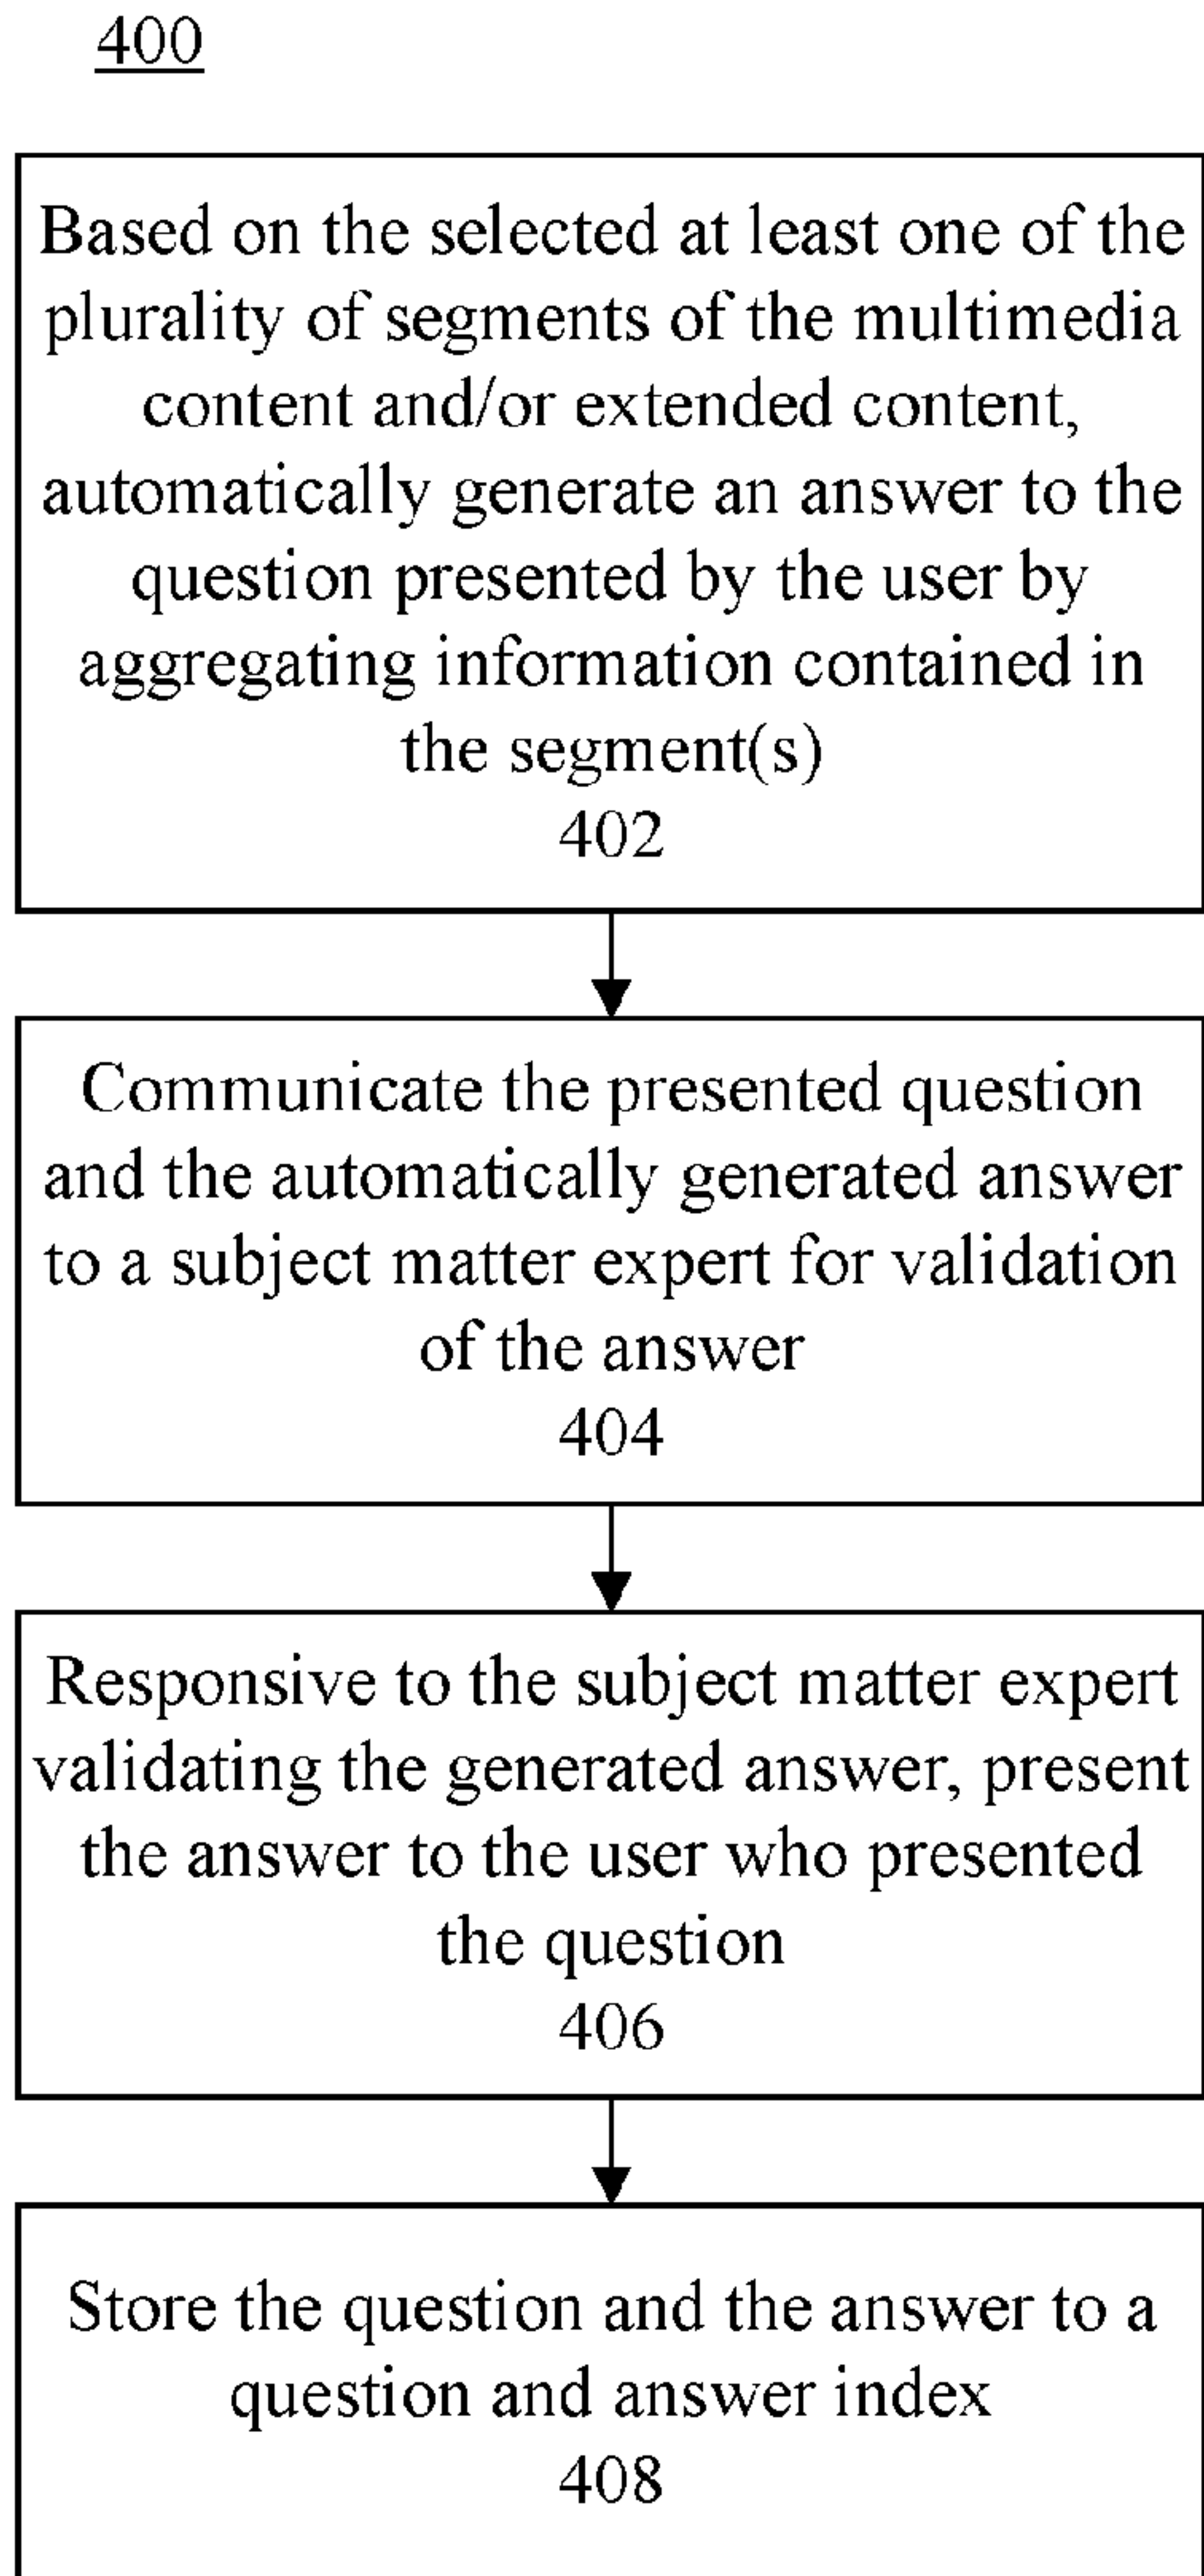 400
Based on the selected at least one of the
plurality of segments of the multimedia
content and/or extended content,
automatically generate an answer to the
question presented by the user by
aggregating information contained in
the segment(s)
402
Communicate the presented question
and the automatically generated answer
to a subject matter expert for validation
of the answer
404
Responsive to the subject matter expert
validating the generated answer, present
the answer to the user who presented
the question
406
Store the question and the answer to a
question and answer index
408